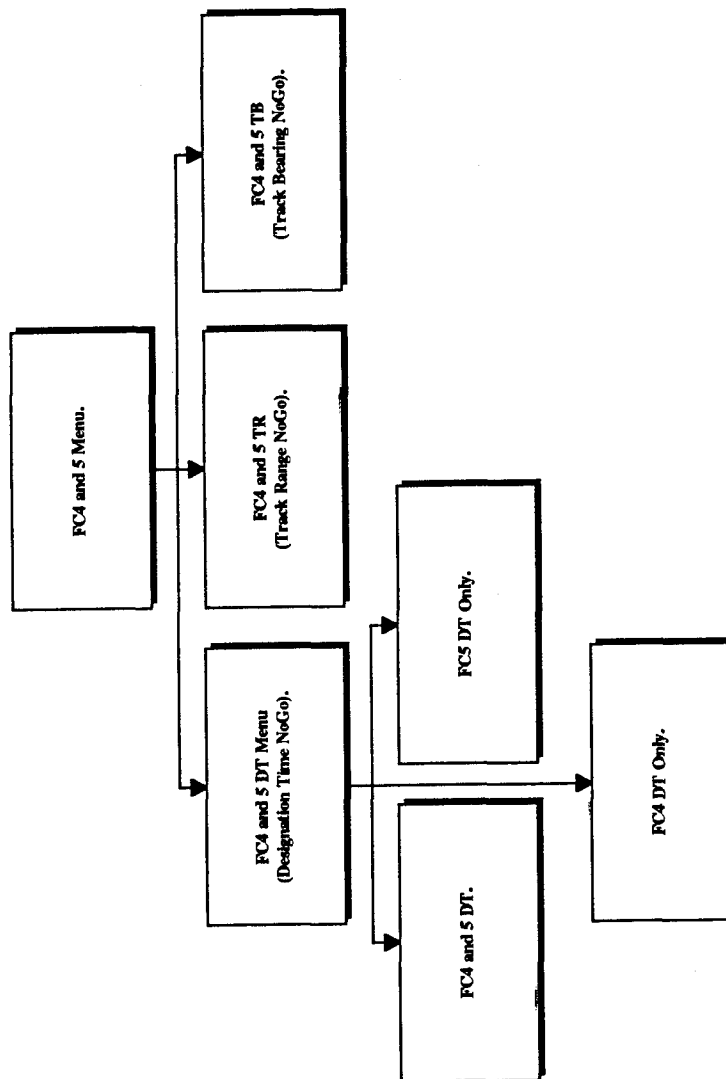 FC4 and 5 Menu.
FC4 and 5 DT Menu
(Designation Time NoGo).
FC4 and 5 TR
(Track Range NoGo).
FC4 and 5 TB
(Track Bearing NoGo).
FC4 and 5 DT.
FC5 DT Only.
FC4 DT Only.